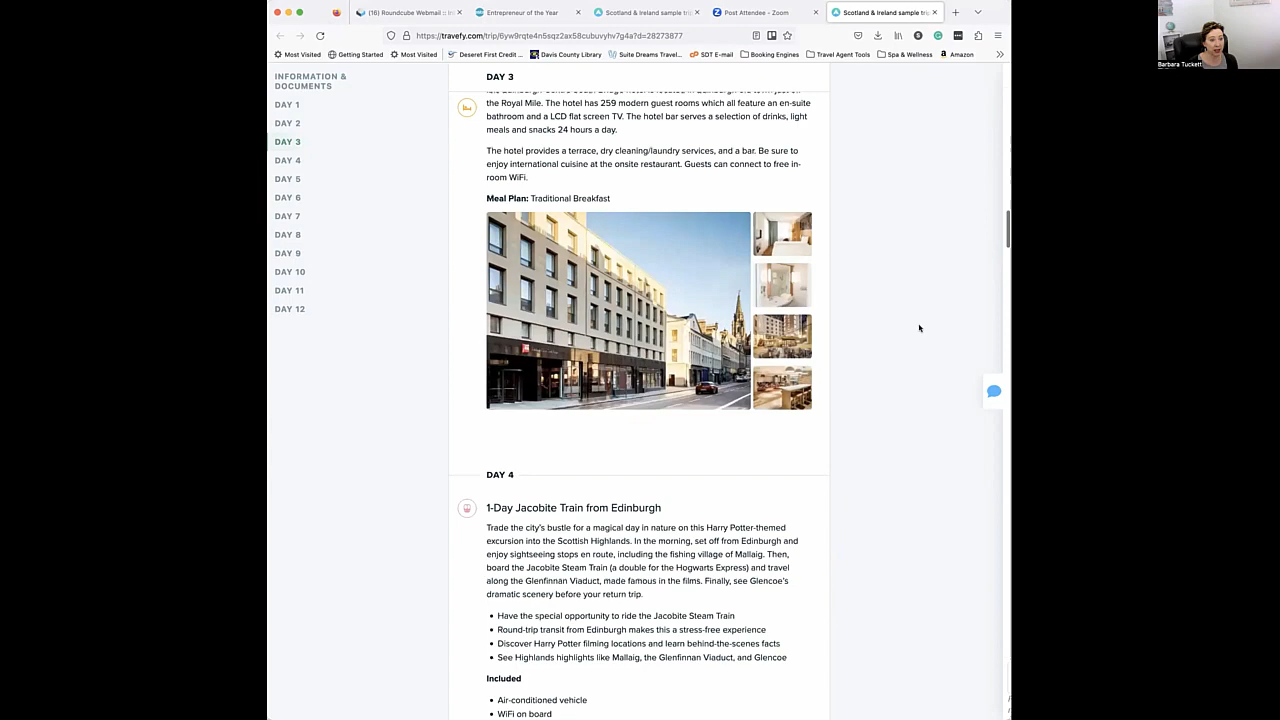 (16) Roundcube Webmail ::
Entrepreneur of the Year
Scotland & Ireland sample tri
Post Attendee - Zoom
Scotland & Ireland sample trip
https://travefy.com/trip/6yw9rqte4n5sqz2ax58cubuvyhv7g4a?d=28273877
Most Visited
Getting Started
Most Visited
Desert First Credit ...
Davis County Library
Suite Dreams Travel...
SDT E-mail
Booking Engines
Travel Agent Tools
Spa & Wellness
Amazon
Barbara Tuckett
INFORMATION &
DOCUMENTS
DAY 1
DAY 2
DAY 3
DAY 4
DAY 5
DAY 6
DAY 7
DAY 8
DAY 9
DAY 10
DAY 11
DAY 12
DAY 3
the Royal Mile. The hotel has 259 modern guest rooms which all feature an en-suite
bathroom and a LCD flat screen TV. The hotel bar serves a selection of drinks, light
meals and snacks 24 hours a day.
The hotel provides a terrace, dry cleaning/laundry services, and a bar. Be sure to
enjoy international cuisine at the onsite restaurant. Guests can connect to free in-
room WiFi.
Meal Plan: Traditional Breakfast
DAY 4
1-Day Jacobite Train from Edinburgh
Trade the city's bustle for a magical day in nature on this Harry Potter-themed
excursion into the Scottish Highlands. In the morning, set off from Edinburgh and
enjoy sightseeing stops en route, including the fishing village of Mallaig. Then,
board the Jacobite Steam Train (a double for the Hogwarts Express) and travel
along the Glenfinnan Viaduct, made famous in the films. Finally, see Glencoe's
dramatic scenery before your return trip.
• Have the special opportunity to ride the Jacobite Steam Train
• Round-trip transit from Edinburgh makes this a stress-free experience
• Discover Harry Potter filming locations and learn behind-the-scenes facts
• See Highlands highlights like Mallaig, the Glenfinnan Viaduct, and Glencoe
Included
• Air-conditioned vehicle
• WiFi on board